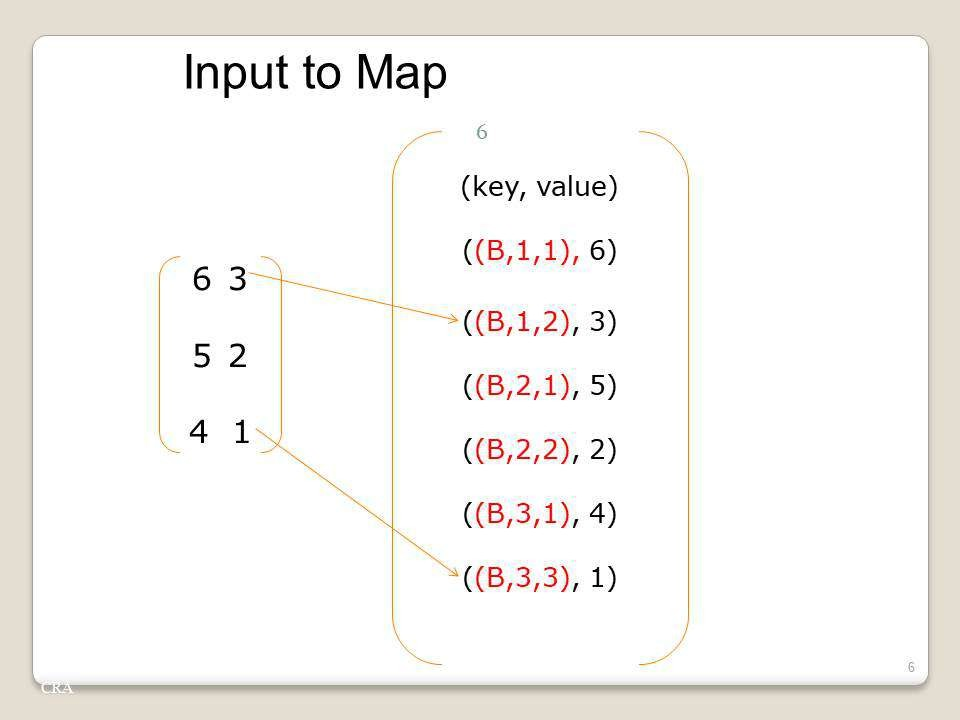 Input to Map
6
(key, value)
((B,1,1), 6)
6 3
((B,1,2), 3)
5 2
((B,2,1), 5)
((B,2,2), 2)
4 1
((B,3,1), 4)
((B,3,3), 1)
6
CRA